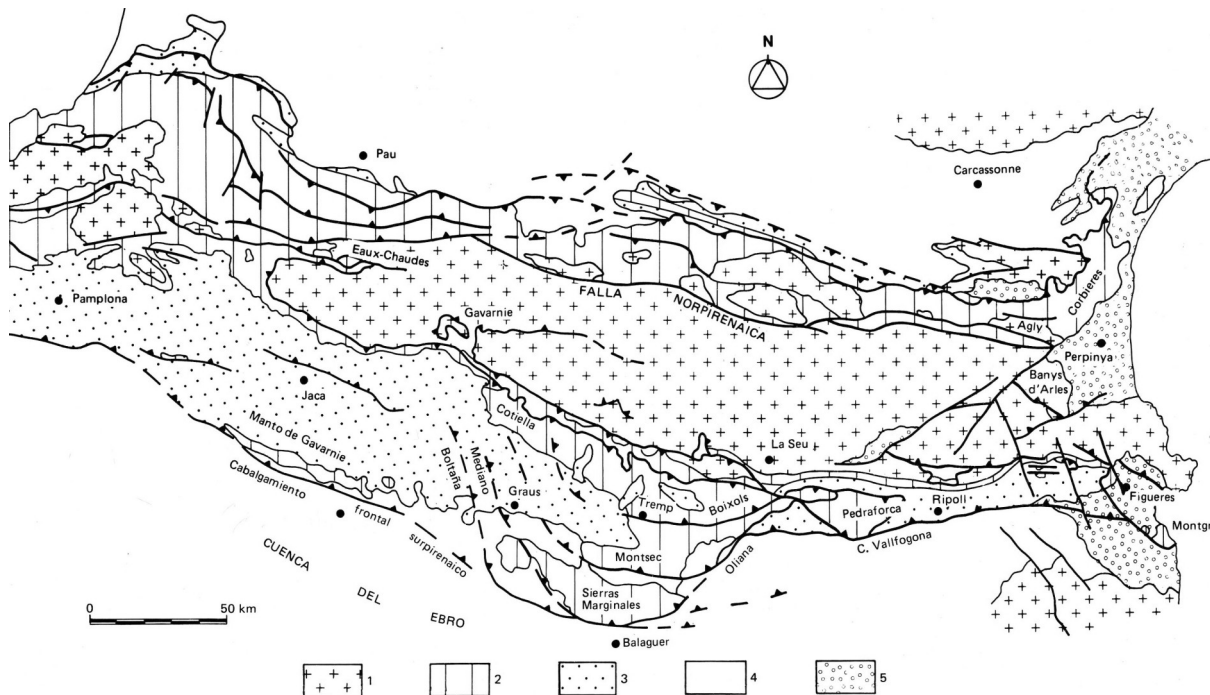 N
Pau
Carcassonne
Eaux-Chaudes
Pamplona
FALLA NORPIRENAICA
Corbieres
Agly
Gavarnie
Perpinya
Banys
d'Arles
Jaca
Cotiella
La Seu
Manto de Gavarnie
Boltaña
Mediano
Graus
Tremp
Boixols
Pedraforca
Ripoll
Figueres
Cabalgamiento frontal surpirenaico
Montsec
Oliana
C. Vallfogona
Montgr
CUENCA DEL EBRO
Sierras
Marginales
0 50 km
Balaguer
1 2 3 4 5